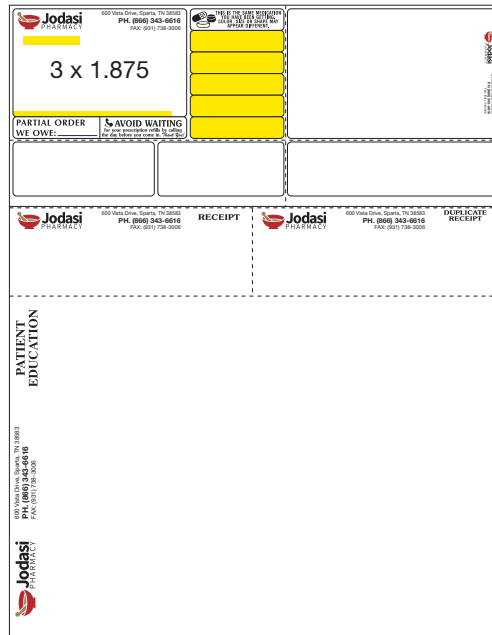 Jodasi
PHARMACY
600 Vista Drive, Sparta, TN 38583
PH. (866) 343-6616
FAX: (931) 738-3006
3 x 1.875
PARTIAL ORDER
WE OWE:
AVOID WAITING
for your prescription refills by calling
the day before you come in. Thank You!
THIS IS THE SAME MEDICATION
YOU HAVE BEEN GETTING.
COLOR, SIZE OR SHAPE MAY
APPEAR DIFFERENT.
Jodasi
PHARMACY
Jodasi
PHARMACY
600 Vista Drive, Sparta, TN 38583
PH. (866) 343-6616
FAX: (931) 738-3006
RECEIPT
Jodasi
PHARMACY
600 Vista Drive, Sparta, TN 38583
PH. (866) 343-6616
FAX: (931) 738-3006
DUPLICATE
RECEIPT
PATIENT
EDUCATION
600 Vista Drive, Sparta, TN 38583
PH. (866) 343-6616
FAX: (931) 738-3006
Jodasi
PHARMACY